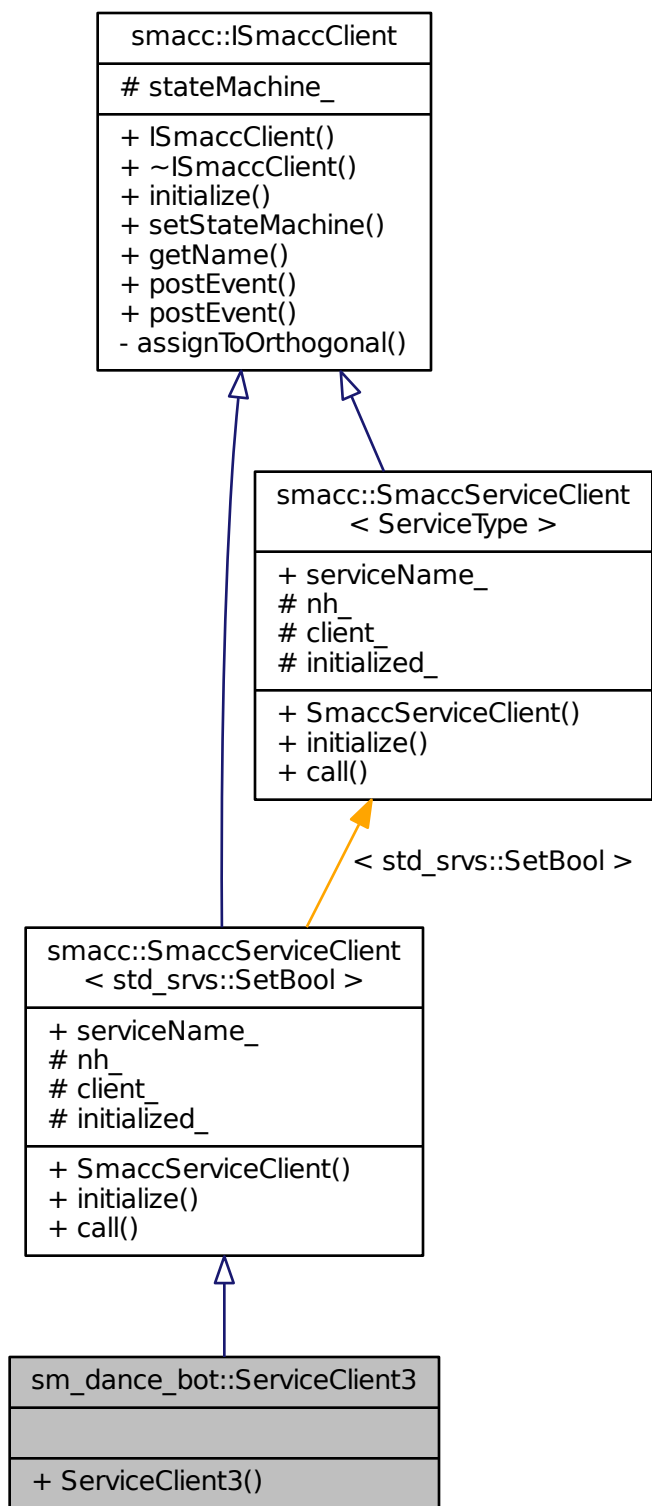 smacc::ISmaccClient
# stateMachine_
+ ISmaccClient()
+ ~ISmaccClient()
+ initialize()
+ setStateMachine()
+ getName()
+ postEvent()
+ postEvent()
- assignToOrthogonal()
smacc::SmaccServiceClient
< ServiceType >
+ serviceName_
# nh_
# client_
# initialized_
+ SmaccServiceClient()
+ initialize()
+ call()
< std_srvs::SetBool >
smacc::SmaccServiceClient
< std_srvs::SetBool >
+ serviceName_
# nh_
# client_
# initialized_
+ SmaccServiceClient()
+ initialize()
+ call()
sm_dance_bot::ServiceClient3
+ ServiceClient3()